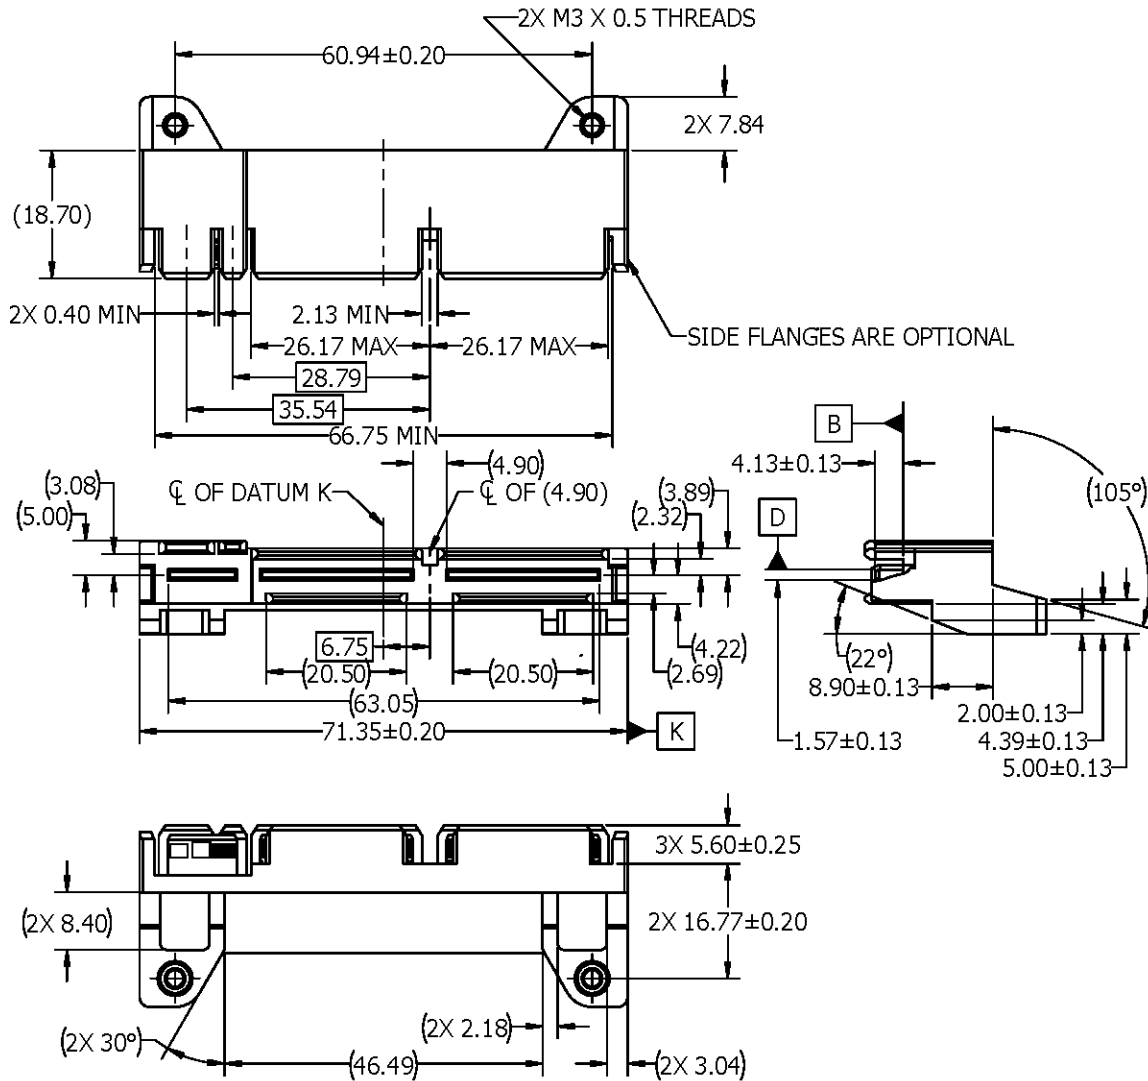 2X M3 X 0.5 THREADS
60.94±0.20
2X 7.84
(18.70)
2X 0.40 MIN
2.13 MIN
26.17 MAX
26.17 MAX
SIDE FLANGES ARE OPTIONAL
28.79
35.54
66.75 MIN
(4.90)
(3.08)
(5.00)
℄ OF DATUM K
℄ OF (4.90)
(3.89)
(2.32)
B
4.13±0.13
(105°)
D
6.75
(4.22)
(20.50)
(20.50)
(2.69)
(63.05)
71.35±0.20
K
(22°)
8.90±0.13
2.00±0.13
1.57±0.13
4.39±0.13
5.00±0.13
3X 5.60±0.25
(2X 8.40)
2X 16.77±0.20
(2X 30°)
(2X 2.18)
(46.49)
(2X 3.04)